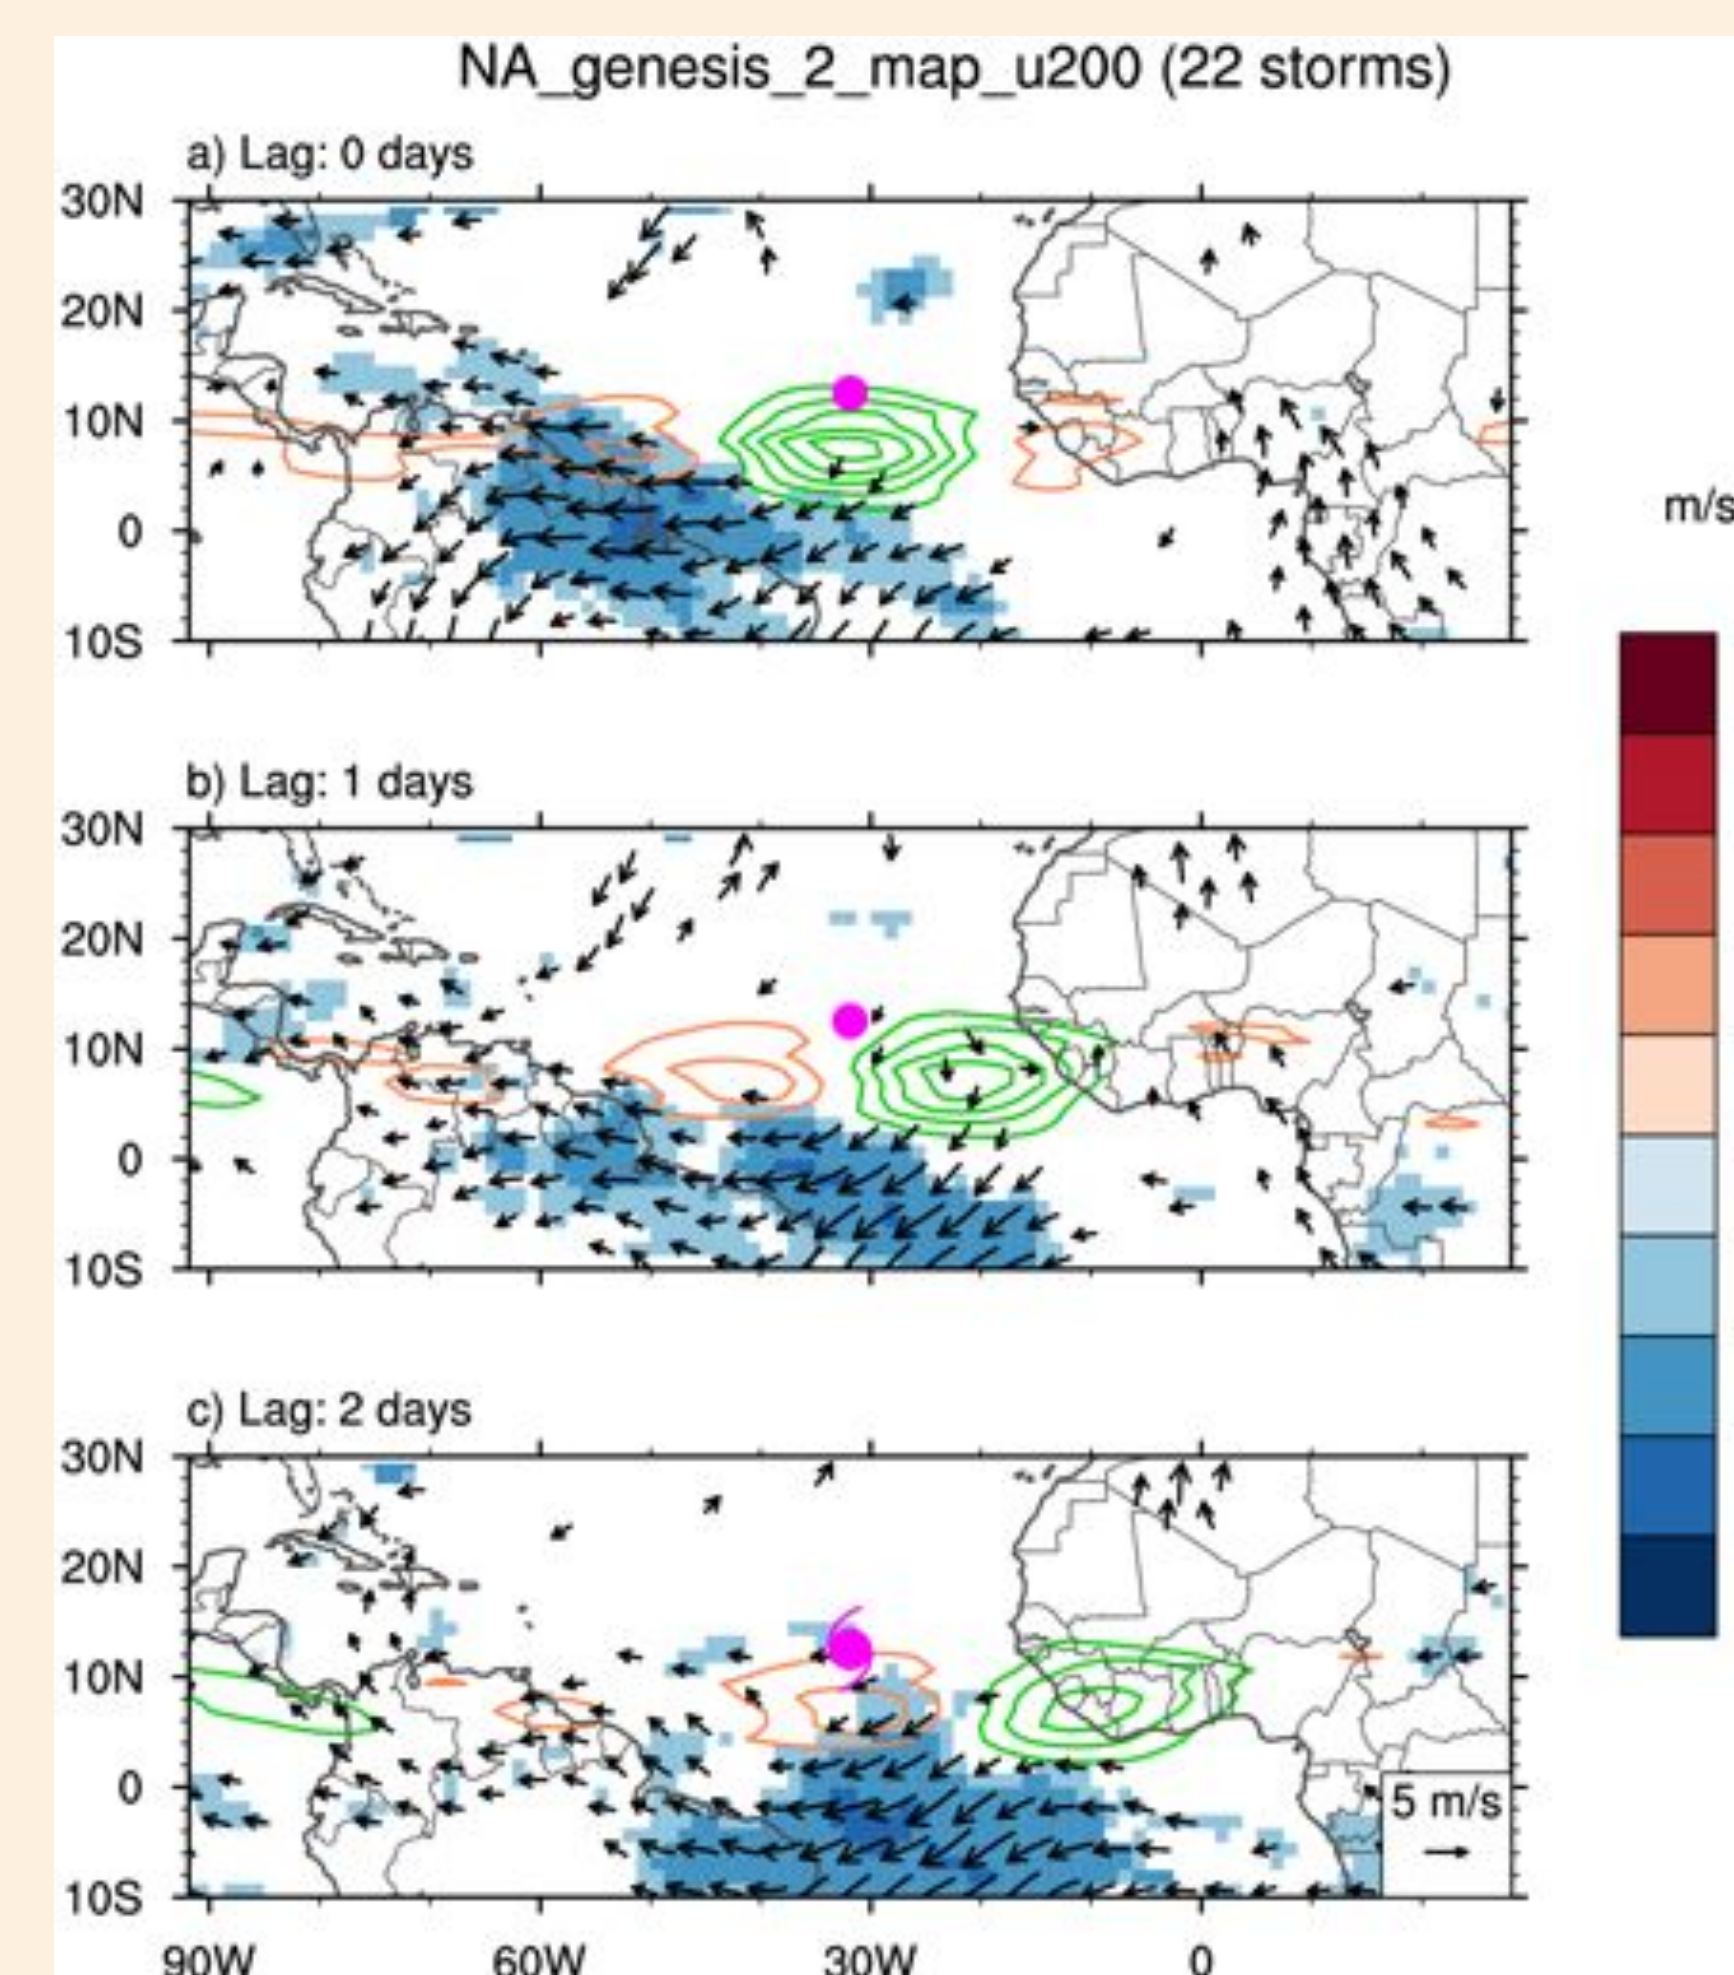 NA_genesis_2_map_u200 (22 storms)
a) Lag: 0 days
30N
20N
10N
0
10S
m/s
b) Lag: 1 days
30N
20N
10N
0
10S
c) Lag: 2 days
30N
20N
10N
0
10S
5 m/s
90W 60W 30W 0